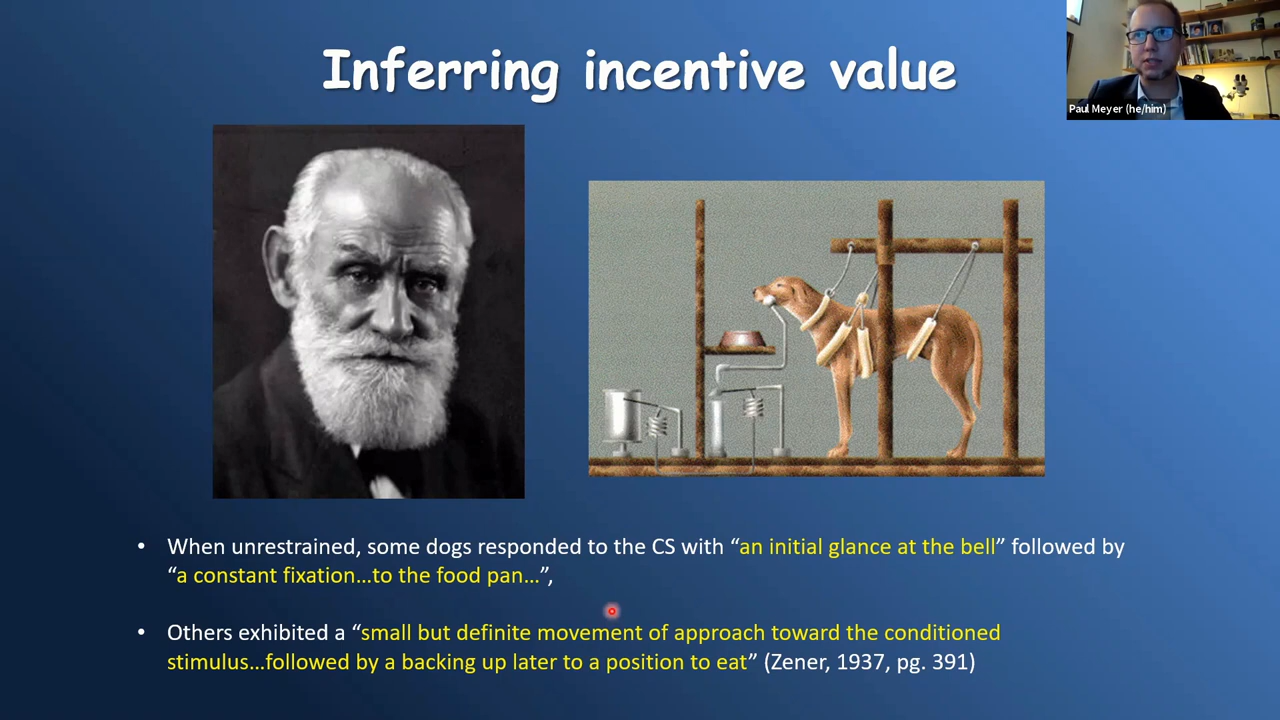 Inferring incentive value
Paul Meyer (he/him)
• When unrestrained, some dogs responded to the CS with “an initial glance at the bell” followed by
“a constant fixation…to the food pan…”,
• Others exhibited a “small but definite movement of approach toward the conditioned
stimulus…followed by a backing up later to a position to eat” (Zener, 1937, pg. 391)